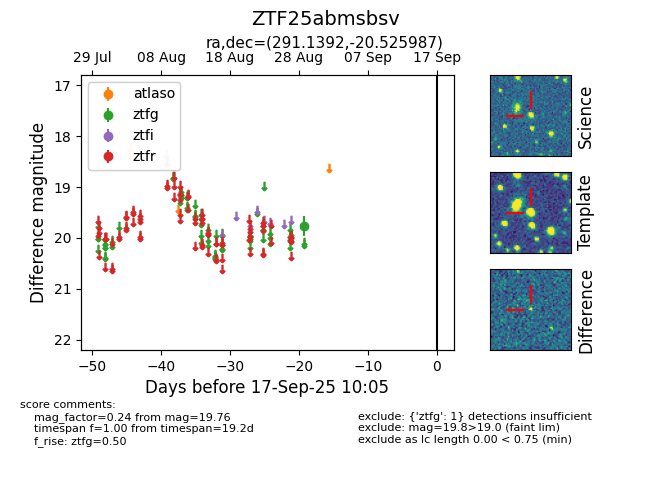 ZTF25abmsbsv
ra,dec=(291.1392,-20.525987)
29 Jul 08 Aug 18 Aug 28 Aug 07 Sep 17 Sep
17
18
19
20
21
22
Difference magnitude
atlaso
ztfg
ztfi
ztfr
−50 −40 −30 −20 −10 0
Days before 17-Sep-25 10:05
Science
Template
Difference
score comments:
mag_factor=0.24 from mag=19.76
timespan f=1.00 from timespan=19.2d
f_rise: ztfg=0.50
exclude: {'ztfg': 1} detections insufficient
exclude: mag=19.8>19.0 (faint lim)
exclude as lc length 0.00 < 0.75 (min)